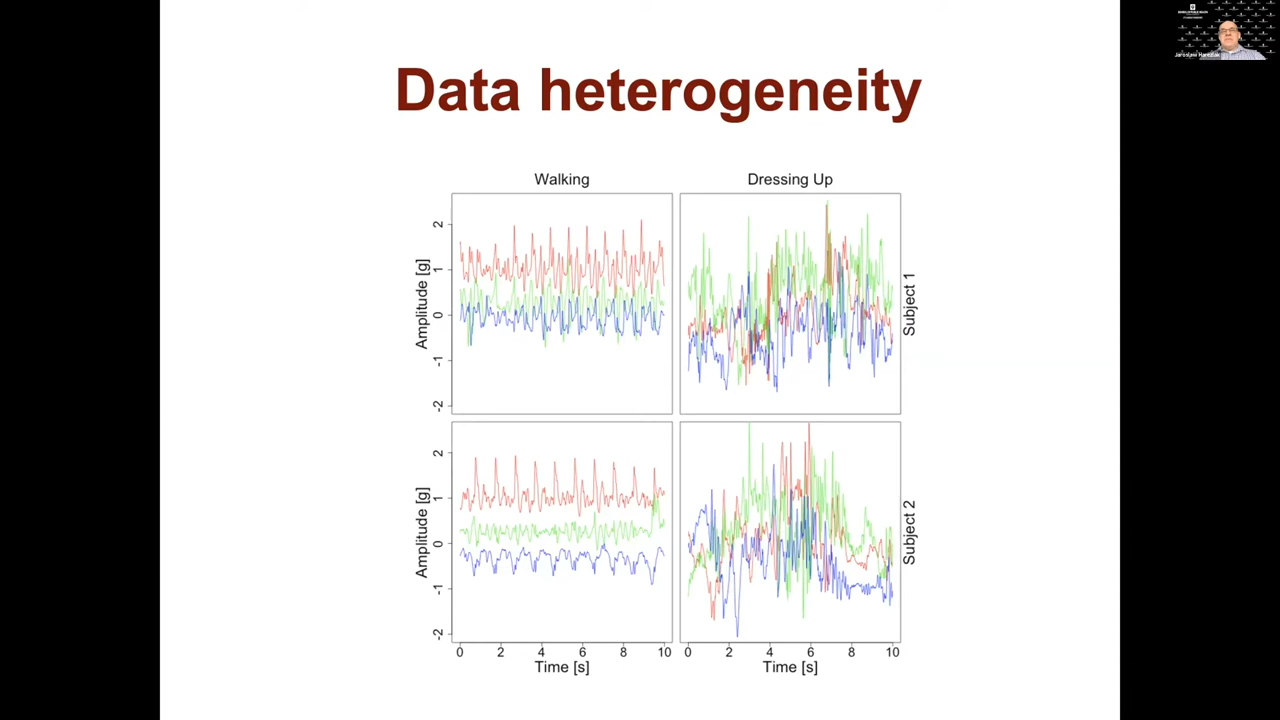 Data heterogeneity
Walking
Dressing Up
Amplitude [g]
2
1
0
-1
-2
Subject 1
Amplitude [g]
2
1
0
-1
-2
Subject 2
0 2 4 6 8 10
0 2 4 6 8 10
Time [s]
Time [s]